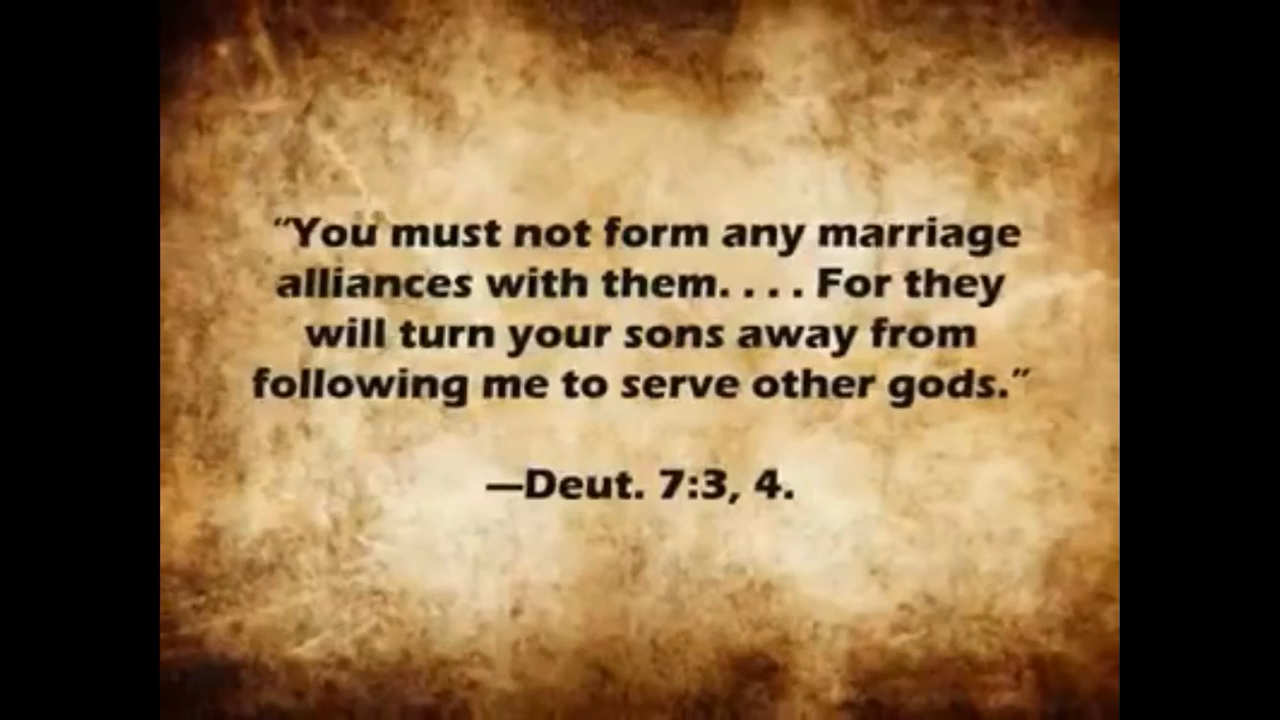 “You must not form any marriage
alliances with them. . . . For they
will turn your sons away from
following me to serve other gods.”
—Deut. 7:3, 4.